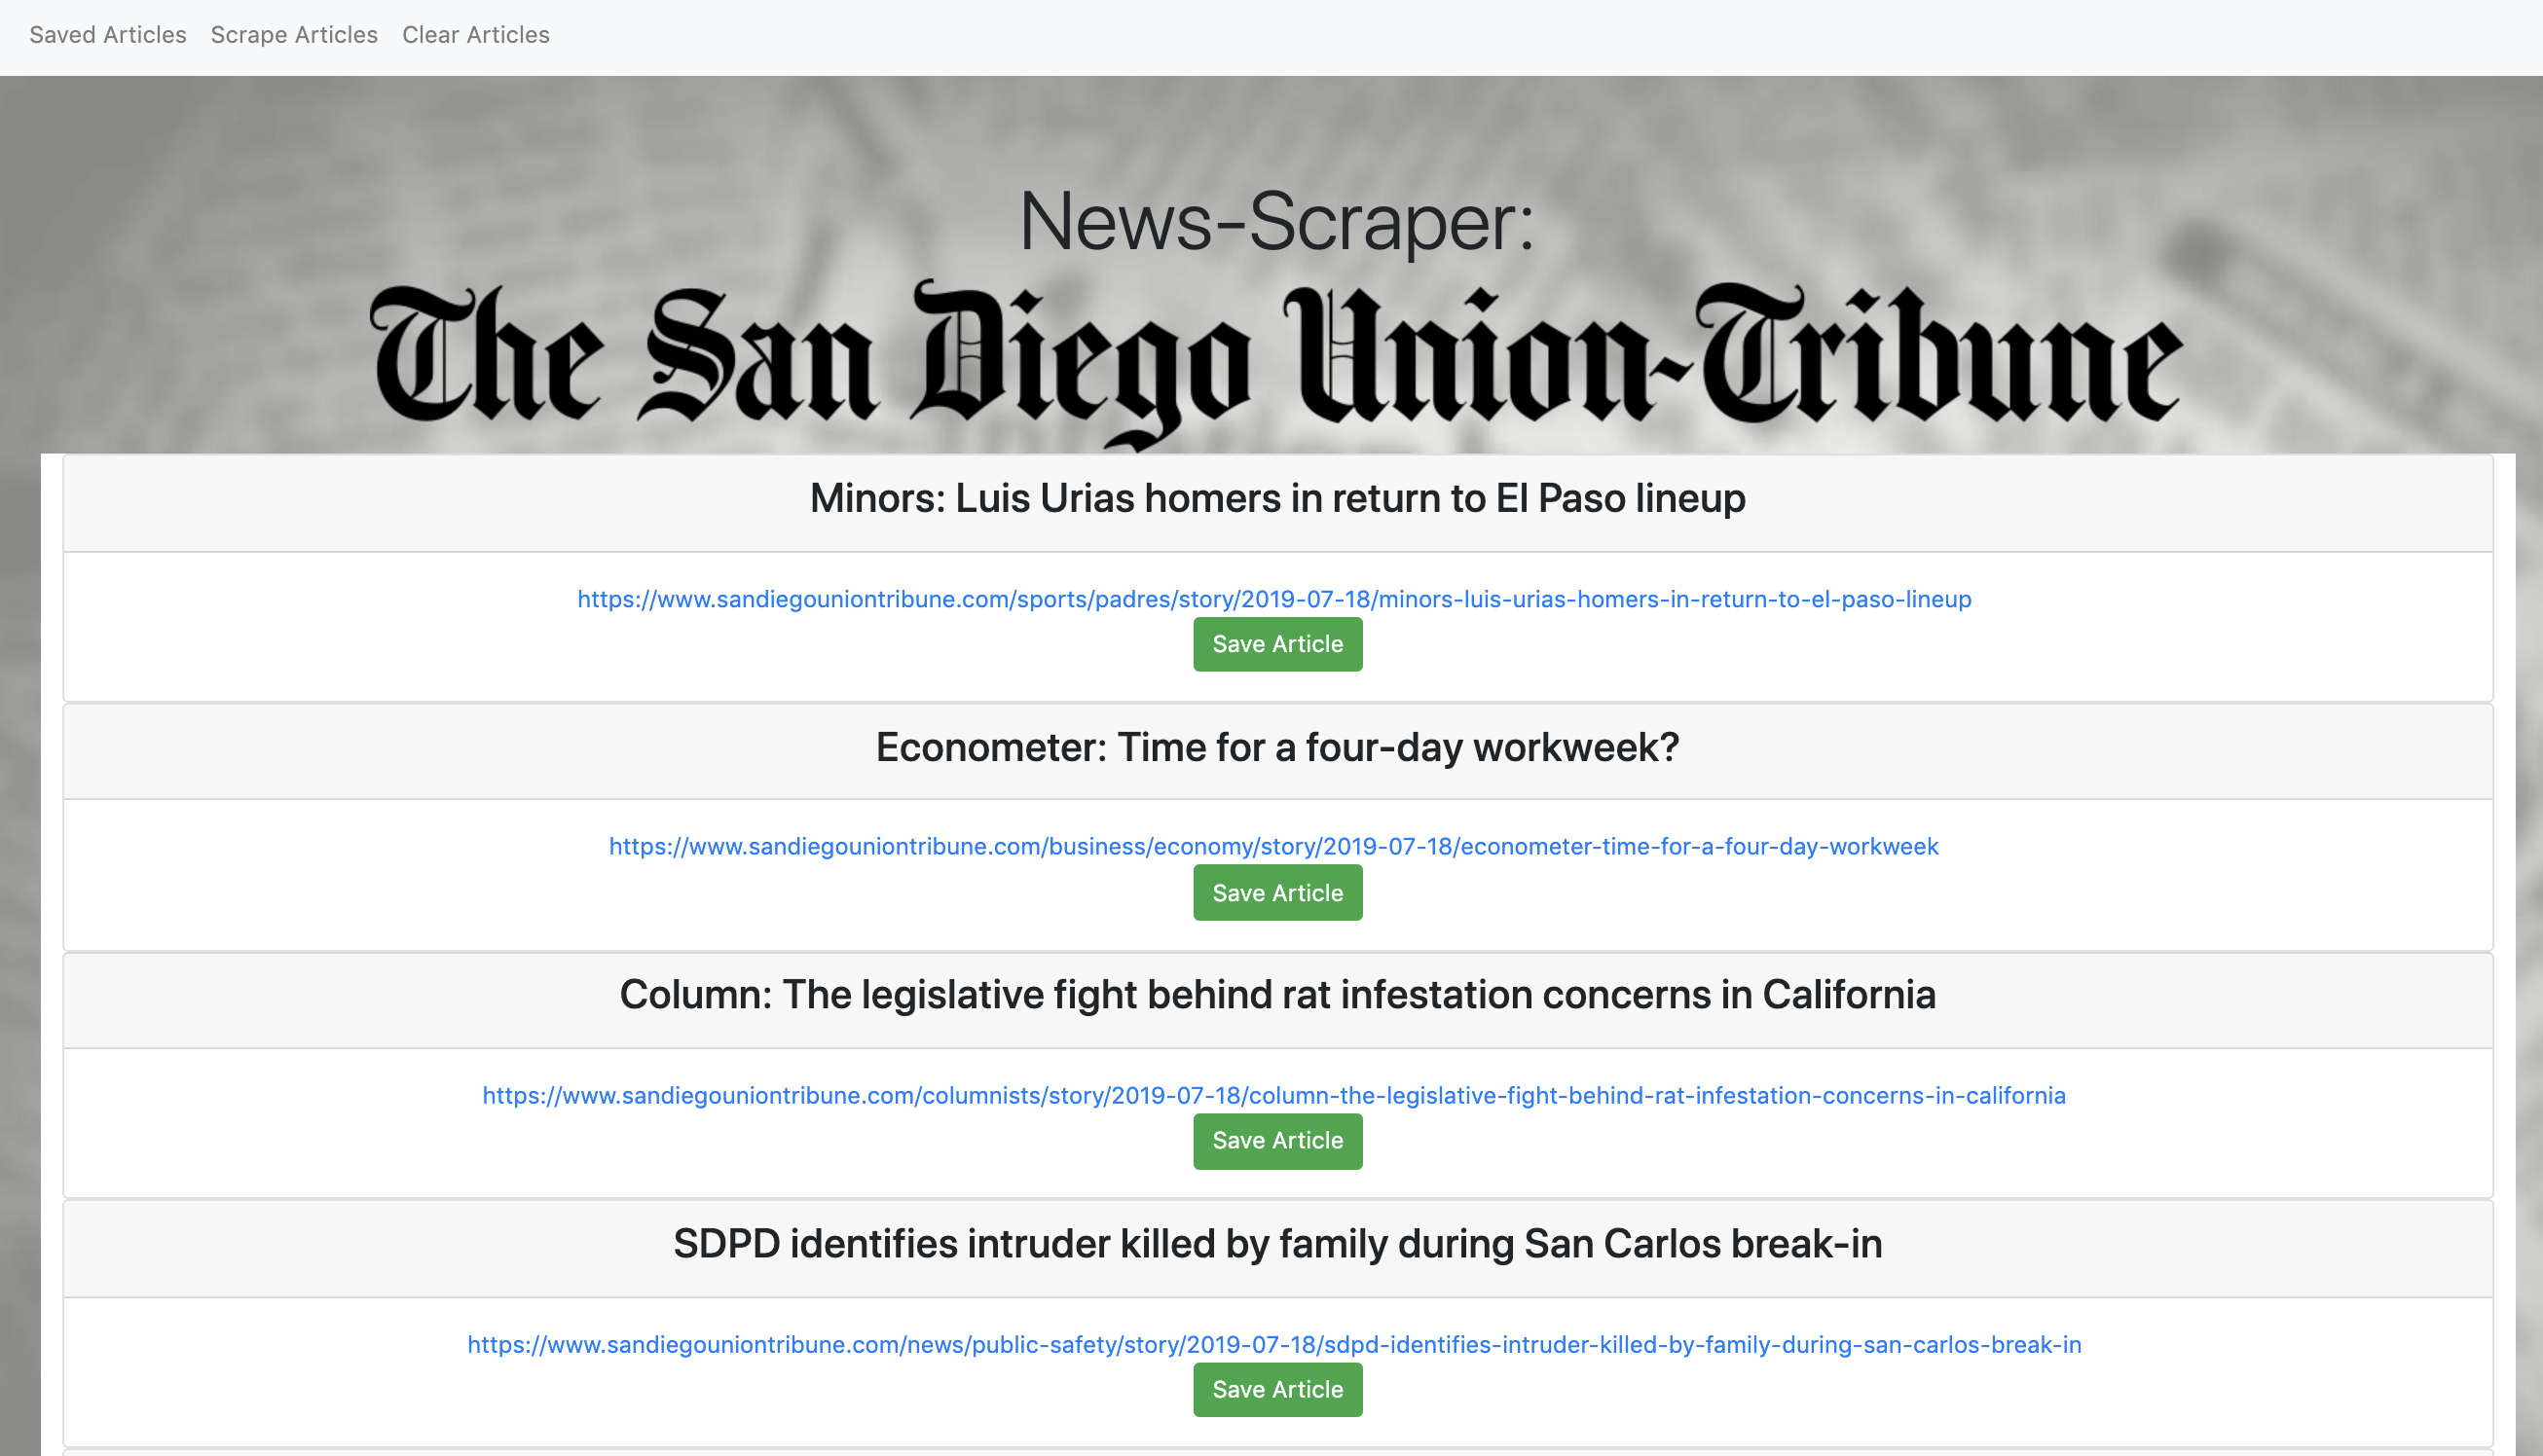 Saved Articles Scrape Articles Clear Articles
News-Scraper:
The San Diego Union-Tribune
Minors: Luis Urias homers in return to El Paso lineup
https://www.sandiegouniontribune.com/sports/padres/story/2019-07-18/minors-luis-urias-homers-in-return-to-el-paso-lineup
Save Article
Econometer: Time for a four-day workweek?
https://www.sandiegouniontribune.com/business/economy/story/2019-07-18/econometer-time-for-a-four-day-workweek
Save Article
Column: The legislative fight behind rat infestation concerns in California
https://www.sandiegouniontribune.com/columnists/story/2019-07-18/column-the-legislative-fight-behind-rat-infestation-concerns-in-california
Save Article
SDPD identifies intruder killed by family during San Carlos break-in
https://www.sandiegouniontribune.com/news/public-safety/story/2019-07-18/sdpd-identifies-intruder-killed-by-family-during-san-carlos-break-in
Save Article